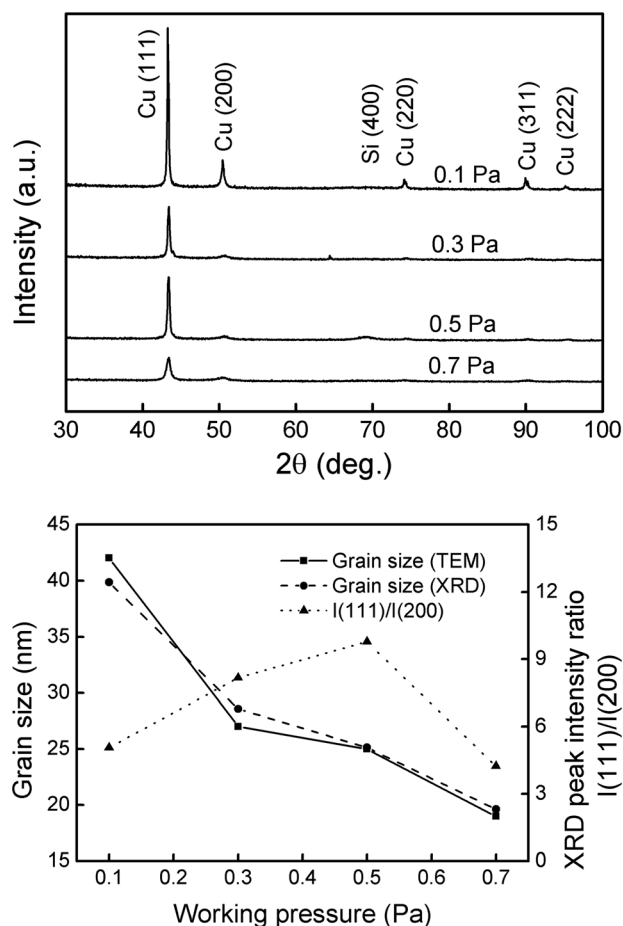 Cu (111)
Cu (200)
Si (400)
Cu (220)
Cu (311)
Cu (222)
0.1 Pa
0.3 Pa
0.5 Pa
0.7 Pa
Intensity (a.u.)
30 40 50 60 70 80 90 100
2θ (deg.)
45
40
35
30
25
20
15
Grain size (nm)
Grain size (TEM)
Grain size (XRD)
I(111)/I(200)
15
12
9
6
3
0
XRD peak intensity ratio
I(111)/I(200)
0.1 0.2 0.3 0.4 0.5 0.6 0.7
Working pressure (Pa)